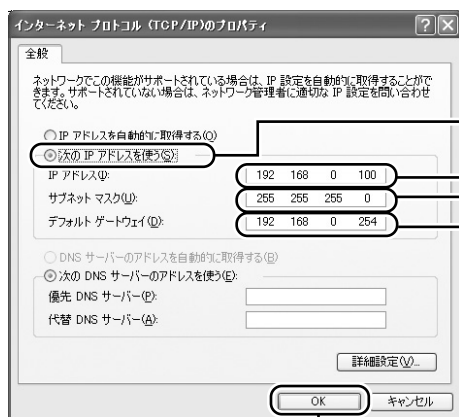 インターネット プロトコル (TCP/IP)のプロパティ
全般
ネットワークでこの機能がサポートされている場合は、IP 設定を自動的に取得することがで
きます。サポートされていない場合は、ネットワーク管理者に適切な IP 設定を問い合わせ
てください。
IP アドレスを自動的に取得する(O)
次の IP アドレスを使う(S):
IP アドレス(I): 192 168 0 100
サブネット マスク(U): 255 255 255 0
デフォルト ゲートウェイ(D): 192 168 0 254
DNS サーバーのアドレスを自動的に取得する(B)
次の DNS サーバーのアドレスを使う(E):
優先 DNS サーバー(P):
代替 DNS サーバー(A):
詳細設定(V)...
OK キャンセル